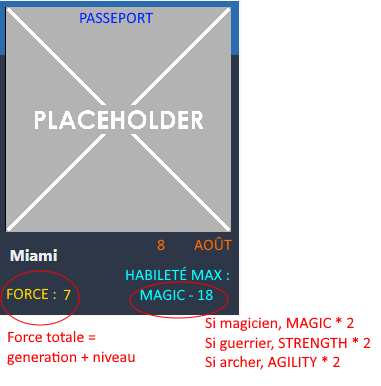 PASSEPORT
PLACEHOLDER
8 AOÛT
Miami
HABILETÉ MAX :
FORCE : 7
MAGIC - 18
Force totale =
generation + niveau
Si magicien, MAGIC * 2
Si guerrier, STRENGTH * 2
Si archer, AGILITY * 2